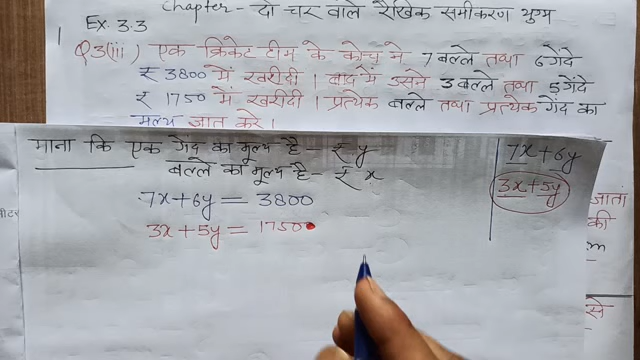 Chapter - दो चर वाले रैखिक समीकरण युग्म
Ex. 3.3
Q3(iii) एक क्रिकेट टीम के कोच ने 7 बल्ले तथा 6 गेंदे
₹ 3800 में खरीदी। बाद में उसने 3 बल्ले तथा 5 गेंदे
₹ 1750 में खरीदी। प्रत्येक बल्ले तथा प्रत्येक गेंद का
मूल्य ज्ञात करे।
माना कि एक गेंद का मूल्य है - ₹ y
बल्ले का मूल्य है - ₹ x
7x+6y = 3800
3x+5y = 1750
7x+6y
3x+5y
जाता
की
से